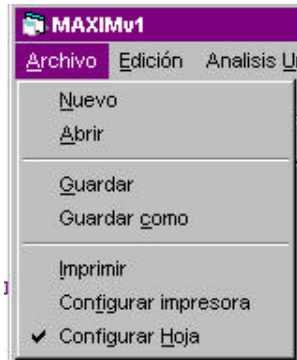 MAXIMv1
Archivo Edición Analisis U
Nuevo
Abrir
Guardar
Guardar como
Imprimir
Configurar impresora
Configurar Hoja